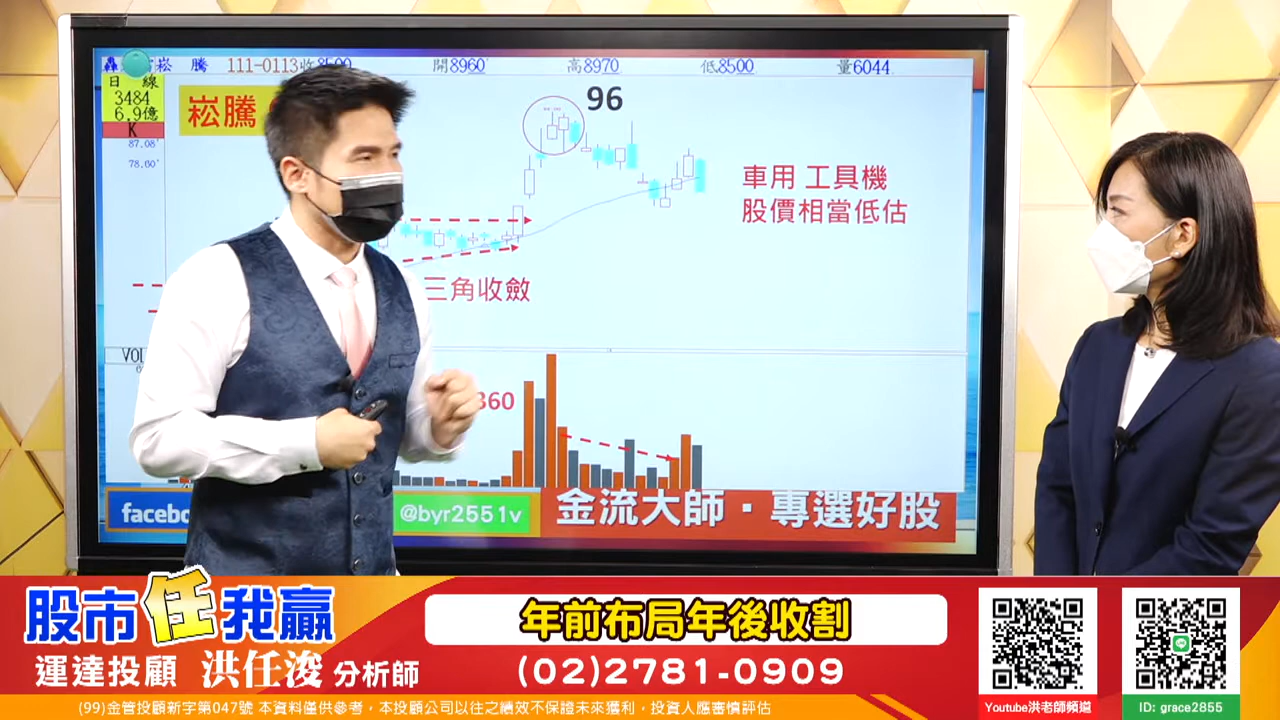 崧 騰 111-0113收8500 開8960 高8970 低8500 量6044
日 線
3484
6.9億
K
87.08
78.00
崧騰
96
車用 工具機
股價相當低估
三角收斂
VOL
360
facebo
@byr2551v
金流大師・專選好股
股市任我贏
年前布局年後收割
運達投顧 洪任浚 分析師
(02)2781-0909
Youtube洪老師頻道
ID: grace2855
(99)金管投顧新字第047號 本資料僅供參考，本投顧公司以往之績效不保證未來獲利，投資人應審慎評估